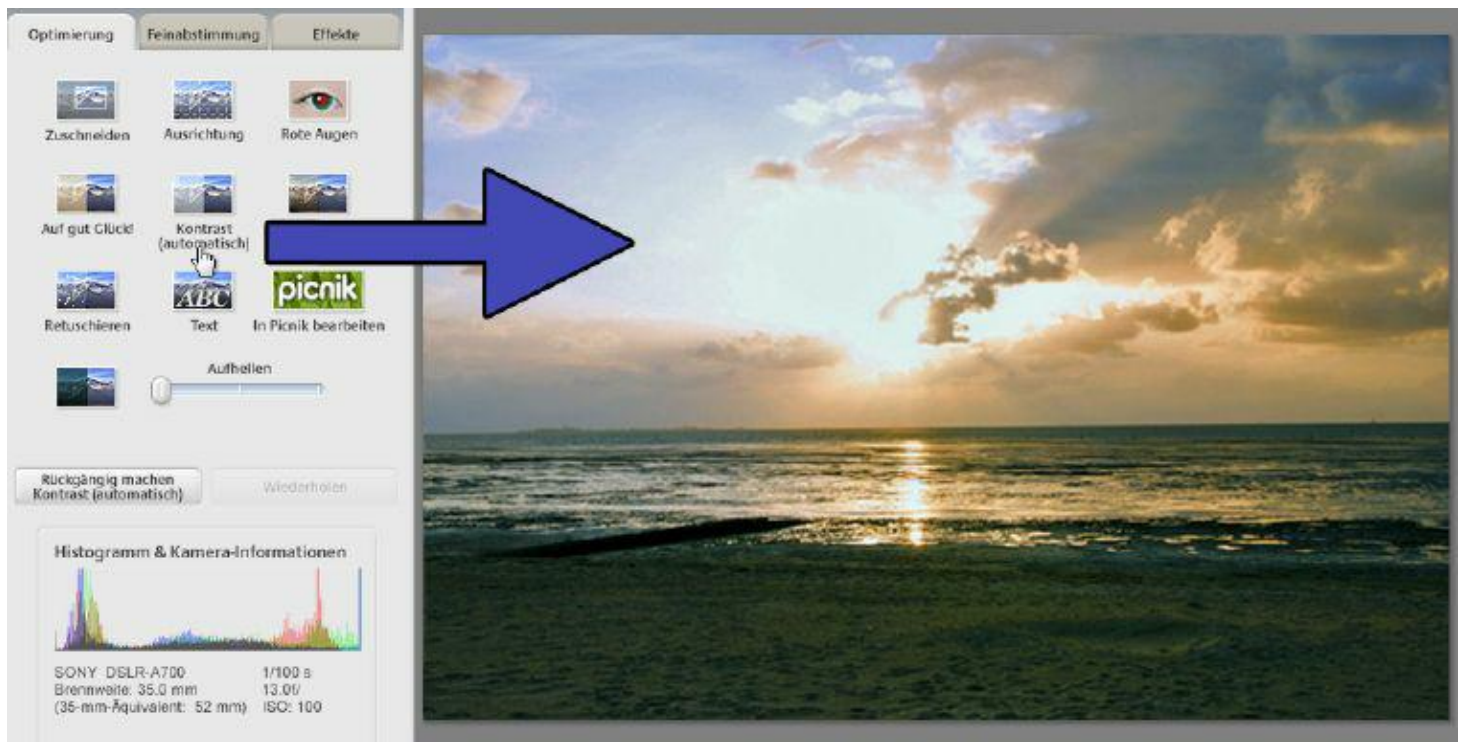 Optimierung Feinabstimmung Effekte
Zuschneiden Ausrichtung Rote Augen
Auf gut Glück! Kontrast
(automatisch)
ABC picnik
Retuschieren Text In Picnik bearbeiten
Aufhellen
Rückgängig machen
Kontrast (automatisch)
Wiederholen
Histogramm & Kamera-Informationen
SONY DSLR-A700 1/100 s
Brennweite: 35.0 mm 13.0f/
(35-mm-Äquivalent: 52 mm) ISO: 100